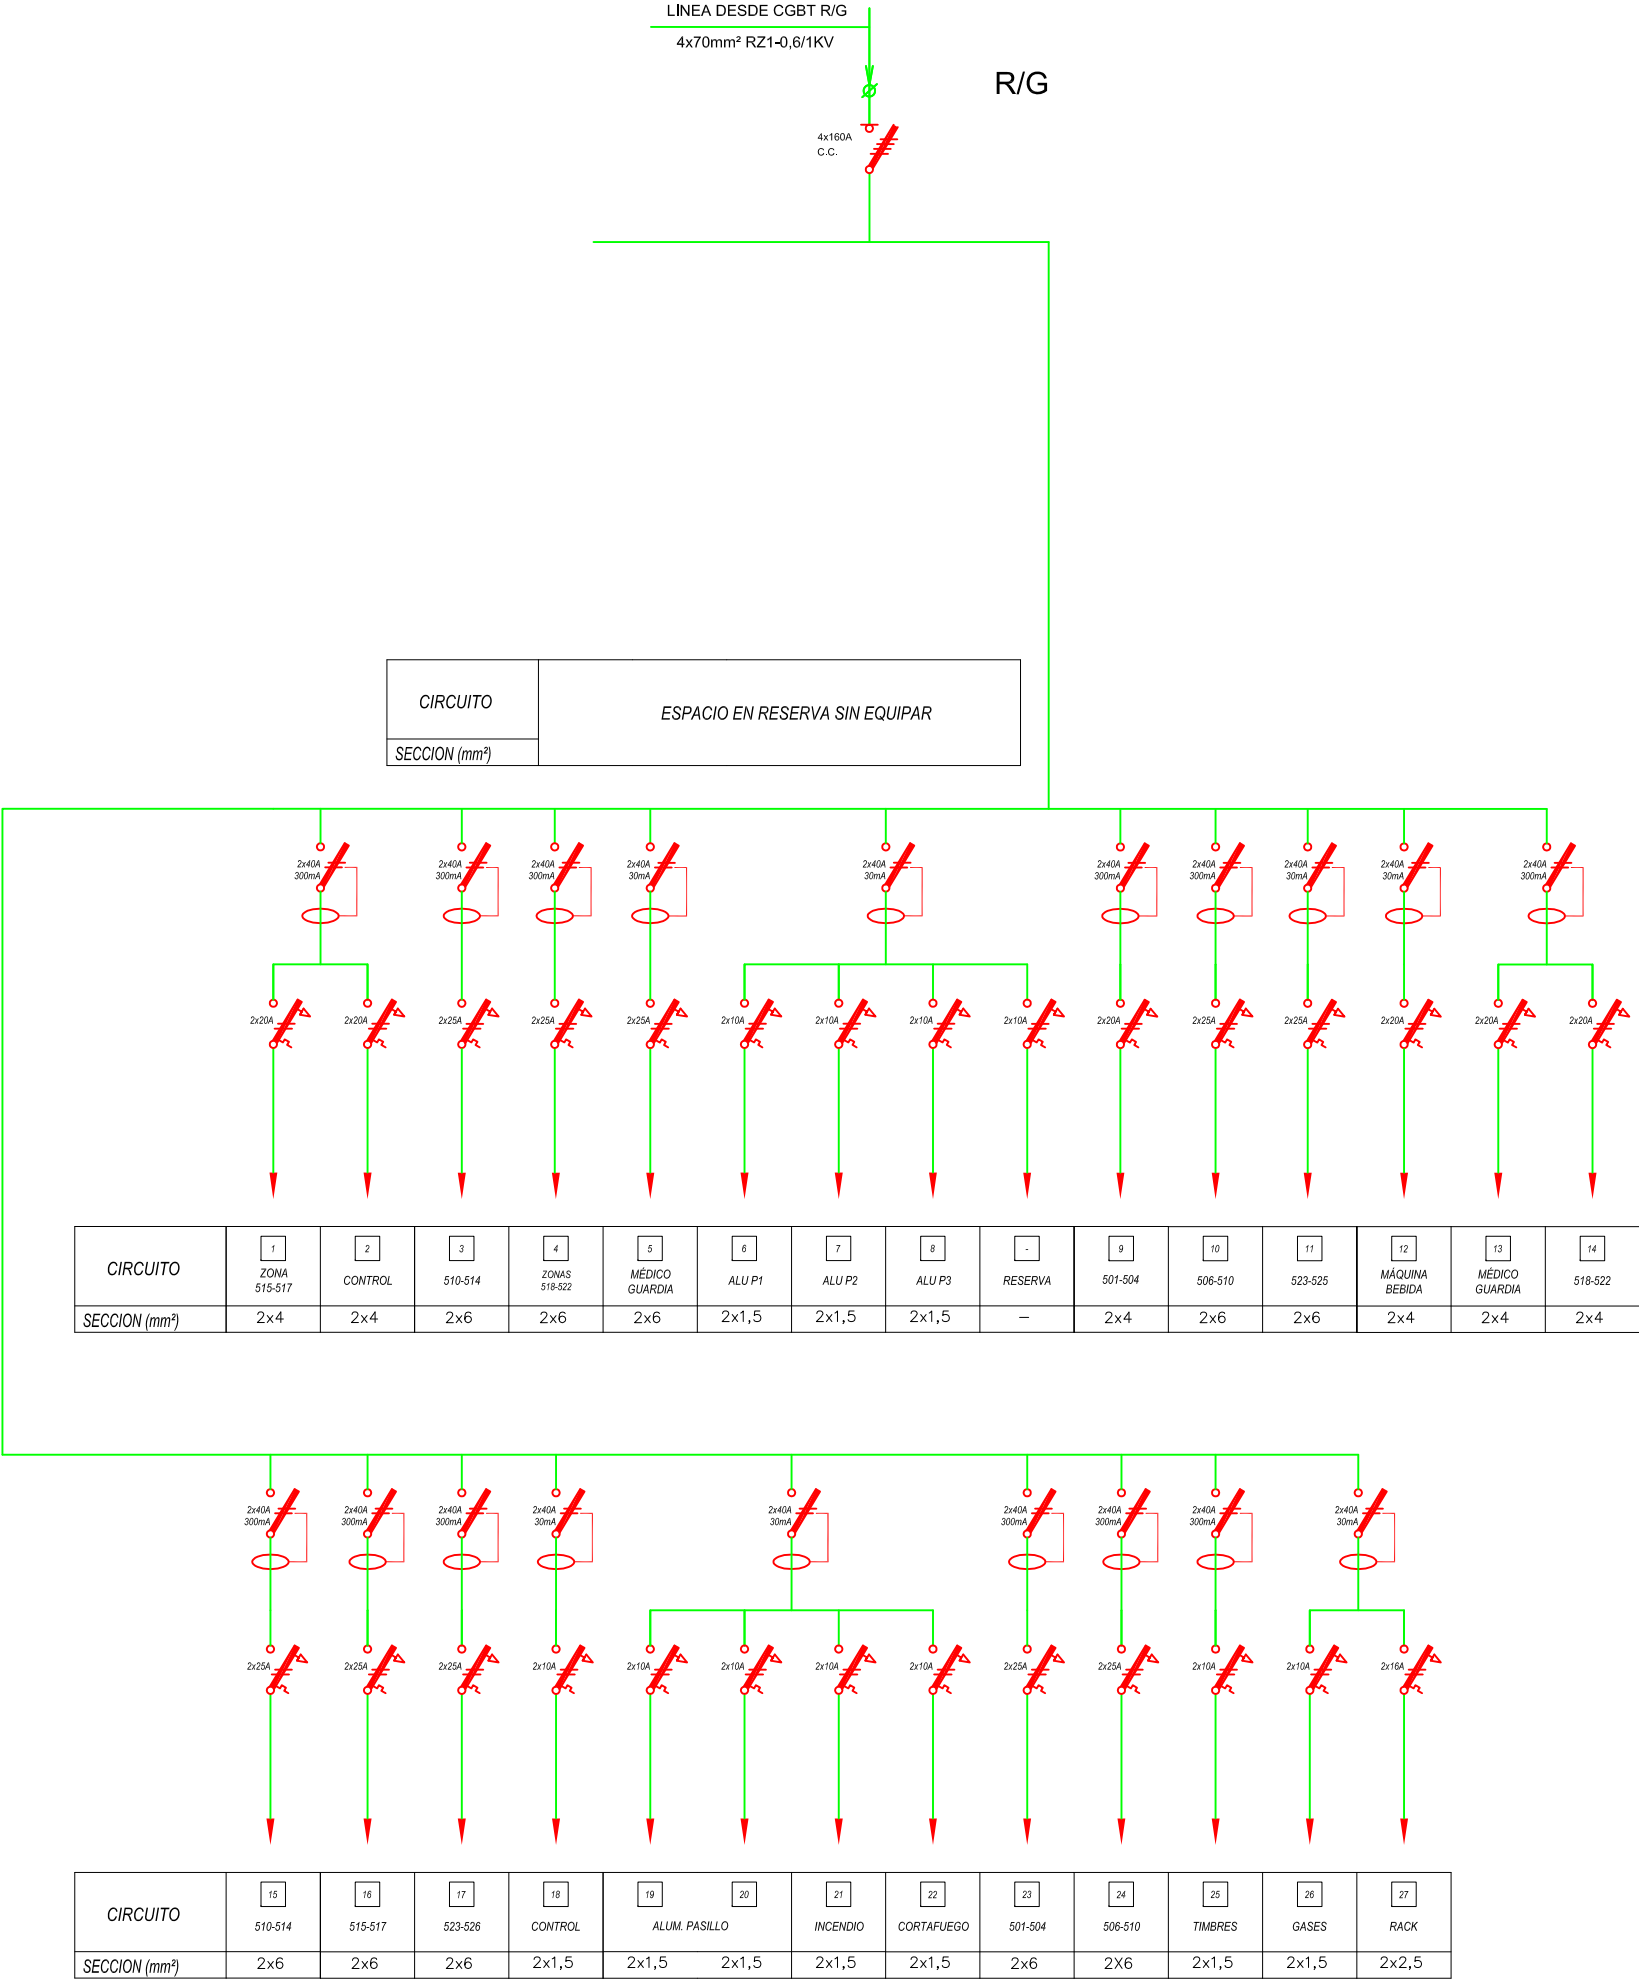 LINEA DESDE CGBT R/G
4x70mm² RZ1-0,6/1KV
R/G
4x160A
C.C.
CIRCUITO
ESPACIO EN RESERVA SIN EQUIPAR
SECCION (mm²)
2x40A 2x40A 2x40A 2x40A 2x40A 2x40A 2x40A 2x40A 2x40A 2x40A
300mA 300mA 300mA 30mA 30mA 300mA 300mA 30mA 30mA 300mA
2x20A 2x20A 2x25A 2x25A 2x25A 2x10A 2x10A 2x10A 2x10A 2x20A 2x25A 2x25A 2x20A 2x20A 2x20A
1 2 3 4 5 6 7 8 - 9 10 11 12 13 14
CIRCUITO
ZONA
515-517
CONTROL
510-514
ZONAS
518-522
MÉDICO
GUARDIA
ALU P1
ALU P2
ALU P3
RESERVA
501-504
506-510
523-525
MÁQUINA
BEBIDA
MÉDICO
GUARDIA
518-522
SECCION (mm²) 2x4 2x4 2x6 2x6 2x6 2x1,5 2x1,5 2x1,5 – 2x4 2x6 2x6 2x4 2x4 2x4
2x40A 2x40A 2x40A 2x40A 2x40A 2x40A 2x40A 2x40A 2x40A
300mA 300mA 300mA 30mA 30mA 300mA 300mA 300mA 30mA
2x25A 2x25A 2x25A 2x10A 2x10A 2x10A 2x10A 2x10A 2x25A 2x25A 2x10A 2x10A 2x16A
15 16 17 18 19 20 21 22 23 24 25 26 27
CIRCUITO
510-514 515-517 523-526 CONTROL ALUM. PASILLO INCENDIO CORTAFUEGO 501-504 506-510 TIMBRES GASES RACK
SECCION (mm²) 2x6 2x6 2x6 2x1,5 2x1,5 2x1,5 2x1,5 2x1,5 2x6 2X6 2x1,5 2x1,5 2x2,5